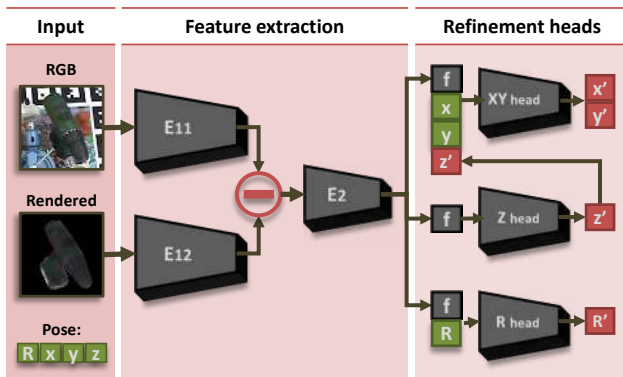 Input
Feature extraction
Refinement heads
RGB
Rendered
Pose:
R x y z
E11
E12
E2
f
x
y
z'
XY head
x'
y'
f
Z head
z'
f
R
R head
R'